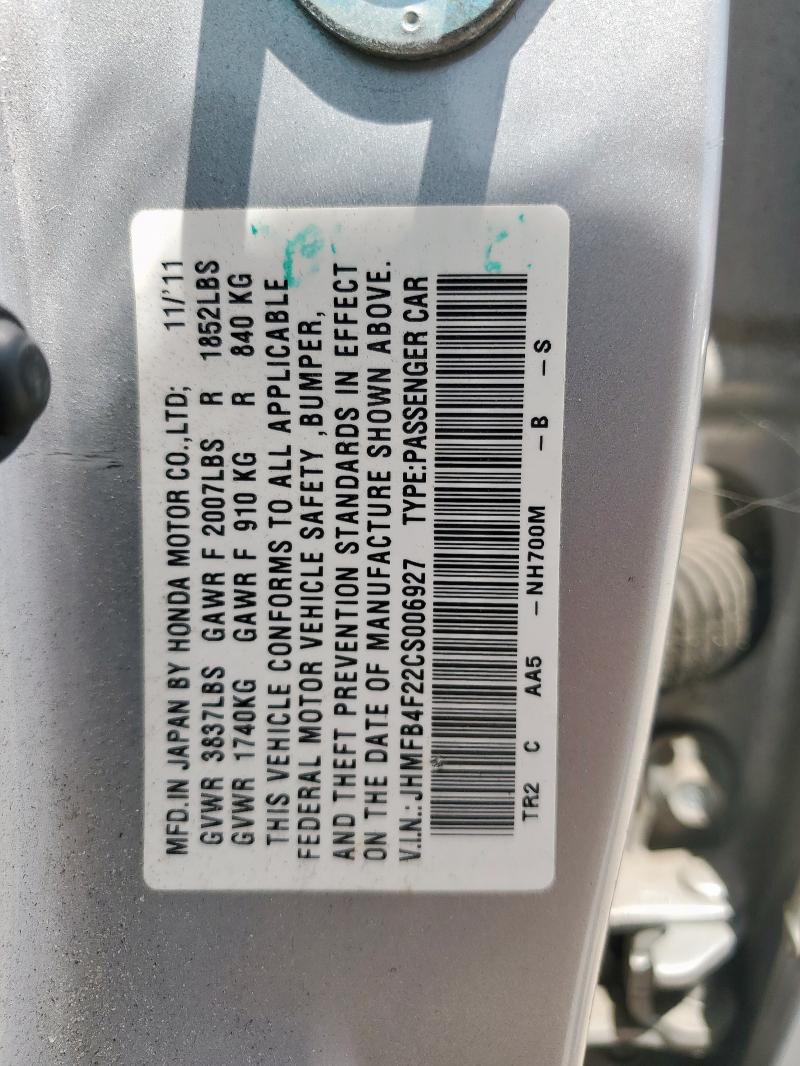 MFD.IN JAPAN BY HONDA MOTOR CO.,LTD; 11/'11
GVWR 3837LBS GAWR F 2007LBS R 1852LBS
GVWR 1740KG GAWR F 910 KG R 840 KG
THIS VEHICLE CONFORMS TO ALL APPLICABLE
FEDERAL MOTOR VEHICLE SAFETY ,BUMPER,
AND THEFT PREVENTION STANDARDS IN EFFECT
ON THE DATE OF MANUFACTURE SHOWN ABOVE.
V.I.N.: JHMFB4F22CS006927 TYPE:PASSENGER CAR
TR2 C AA5 -NH700M -B -S